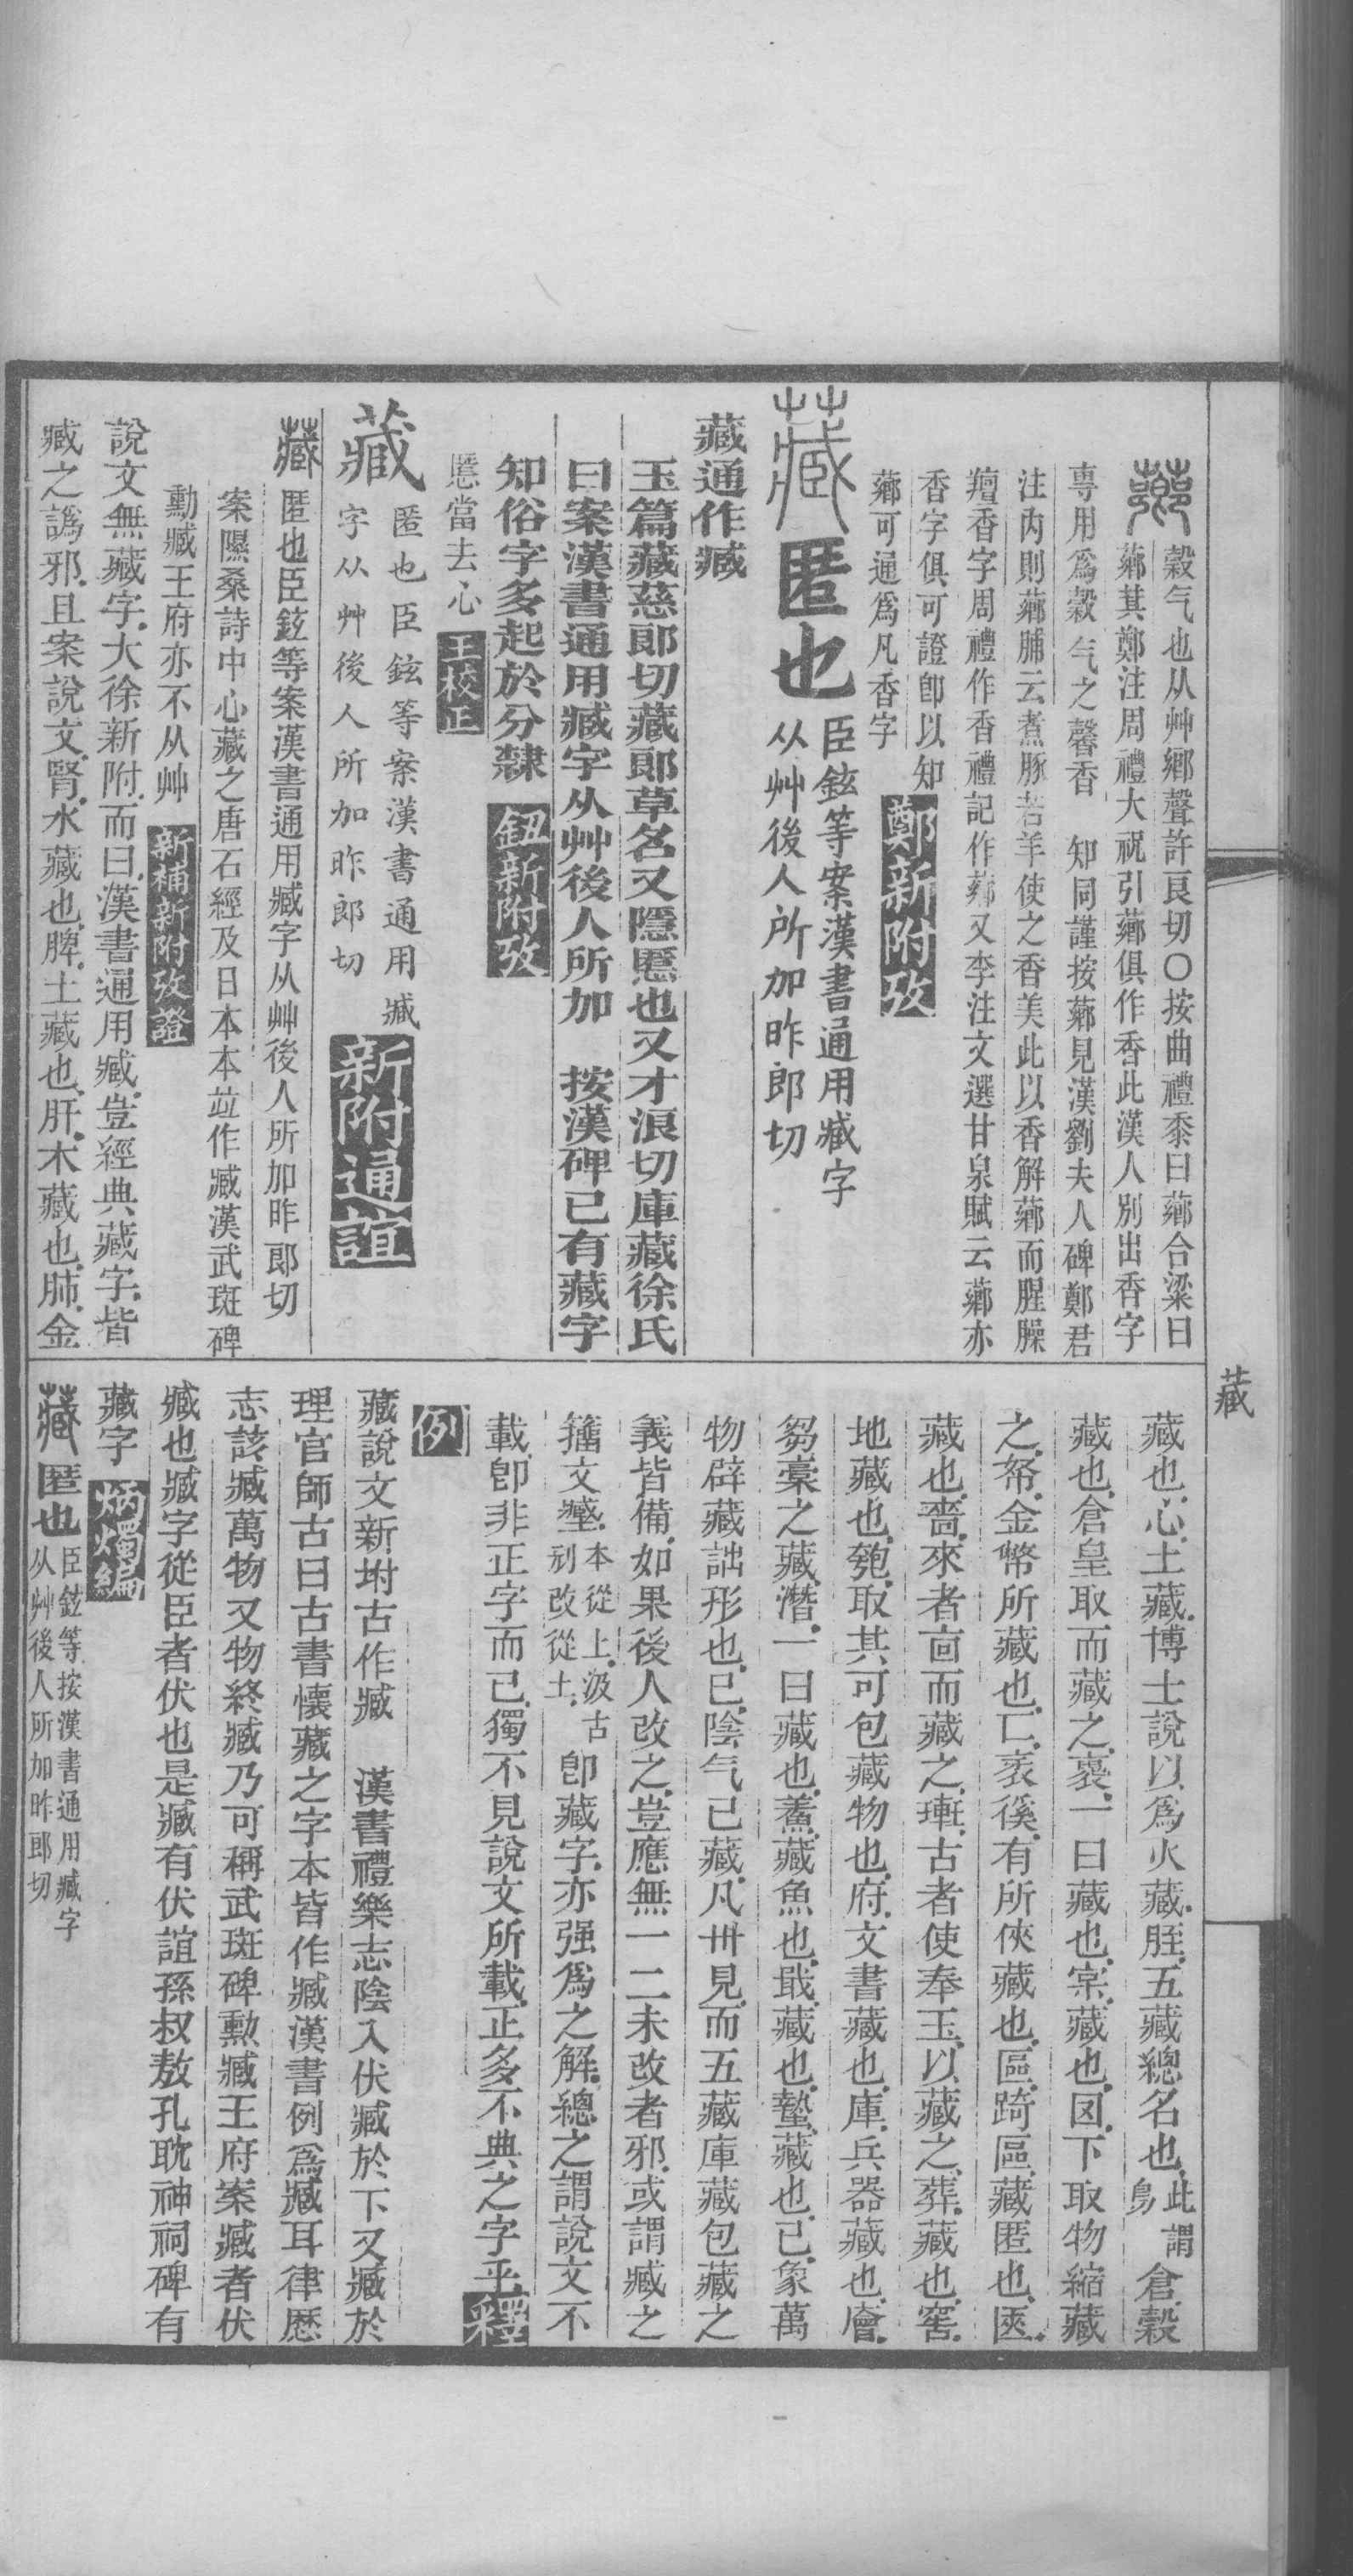 藏
薌
穀气也从艸鄉聲許良切〇按曲禮黍曰薌合粱曰
薌萁鄭注周禮大祝引薌俱作香此漢人別出香字
專用爲穀气之馨香　知同謹按薌見漢劉夫人碑鄭君
注內則薌脯云煮豚若羊使之香美此以香解薌而腥臊
羶香字周禮作香禮記作薌又李注文選甘泉賦云薌亦
香字俱可證卽以知
薌可通爲凡香字
鄭新附攷
藏
匿也
臣鉉等案漢書通用臧字
从艸後人所加昨郎切
藏通作臧
玉篇藏慈郎切藏郎草名又隱慝也又才浪切庫藏徐氏
曰案漢書通用臧字从艸後人所加　按漢碑已有藏字
知俗字多起於分隸
鈕新附攷
慝當去心
王校正
藏
匿也臣鉉等案漢書通用臧
字从艸後人所加昨郎切
新附通誼
藏
匿也臣鉉等案漢書通用臧字从艸後人所加昨郎切
案隰桑詩中心藏之唐石經及日本本竝作臧漢武斑碑
勳臧王府亦不从艸
新補新附攷證
說文無藏字大徐新附而曰漢書通用臧豈經典藏字皆
臧之譌邪且案說文腎水藏也脾土藏也肝木藏也肺金
藏也心土藏博士說以爲火藏脛五藏總名也
此謂
倉穀
藏也倉皇取而藏之褱一曰藏也宲藏也囡下取物縮藏
之帑金幣所藏也匸衺徯有所俠藏也區踦區藏匿也匧
藏也嗇來者㐭而藏之㻞古者使奉玉以藏之葬藏也窖
地藏也匏取其可包藏物也府文書藏也庫兵器藏也廥
芻稾之藏潛一曰藏也鮺藏魚也戢藏也蟄藏也已象萬
物辟藏詘形也巳陰气已藏凡卅見而五藏庫藏包藏之
義皆備如果後人改之豈應無一二未改者邪或謂臧之
籒文
本從上汲古
刓改從土
卽藏字亦强爲之解總之謂說文不
載卽非正字而已獨不見說文所載正多不典之字乎
釋
例
藏說文新坿古作臧　漢書禮樂志陰入伏臧於下又臧於
理官師古曰古書懷藏之字本皆作臧漢書例爲臧耳律歷
志該臧萬物又物終臧乃可稱武斑碑勳臧王府案臧者伏
臧也臧字從臣者伏也是臧有伏誼孫叔敖孔耽神祠碑有
藏字
炳燭編
藏
匿也
臣鉉等按漢書通用臧字
从艸後人所加昨郎切